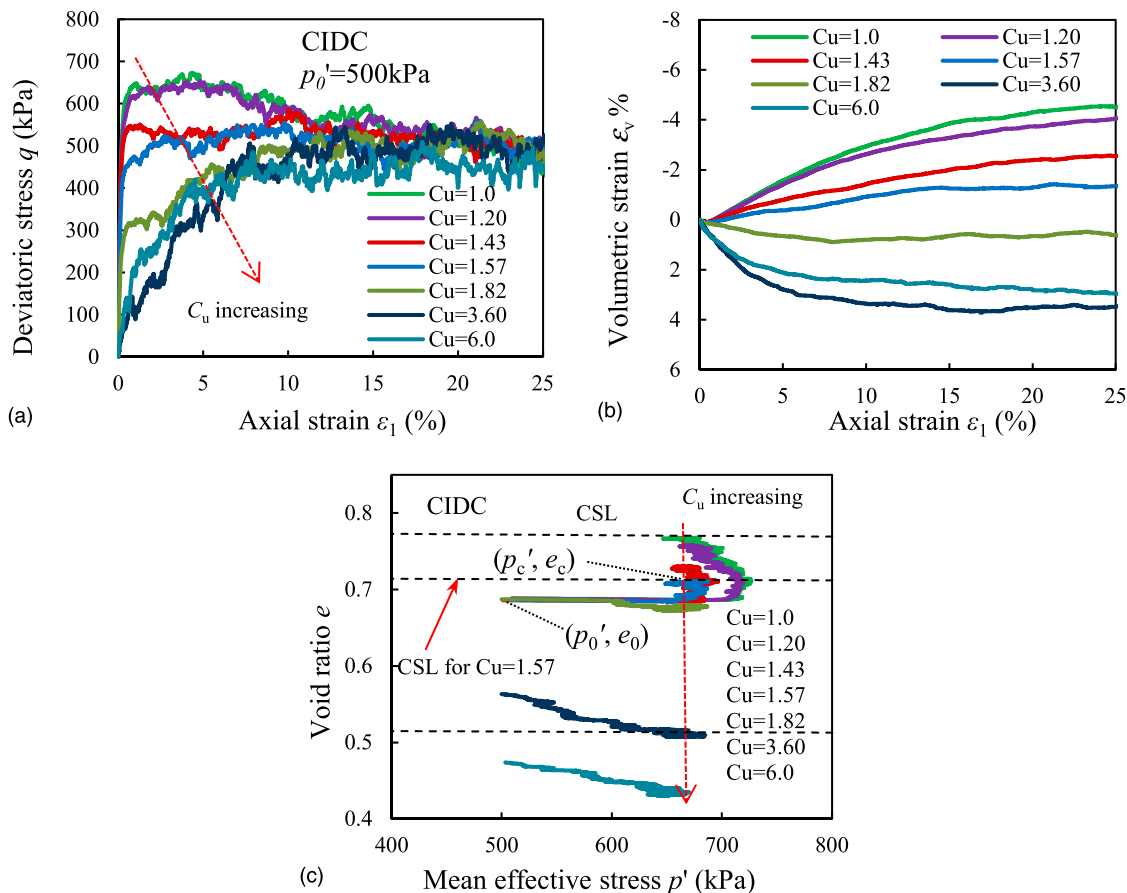 800
700
600
500
400
300
200
100
0
Deviatoric stress q (kPa)
CIDC
p₀'=500kPa
Cᵤ increasing
Cu=1.0
Cu=1.20
Cu=1.43
Cu=1.57
Cu=1.82
Cu=3.60
Cu=6.0
0 5 10 15 20 25
(a)
Axial strain ε₁ (%)
-8
-6
-4
-2
0
2
4
6
Volumetric strain εᵥ %
Cu=1.0 Cu=1.20
Cu=1.43 Cu=1.57
Cu=1.82 Cu=3.60
Cu=6.0
0 5 10 15 20 25
(b)
Axial strain ε₁ (%)
0.8
0.7
0.6
0.5
0.4
Void ratio e
CIDC
CSL
Cᵤ increasing
(p_c', e_c)
(p₀', e₀)
CSL for Cu=1.57
Cu=1.0
Cu=1.20
Cu=1.43
Cu=1.57
Cu=1.82
Cu=3.60
Cu=6.0
400 500 600 700 800
(c)
Mean effective stress p' (kPa)